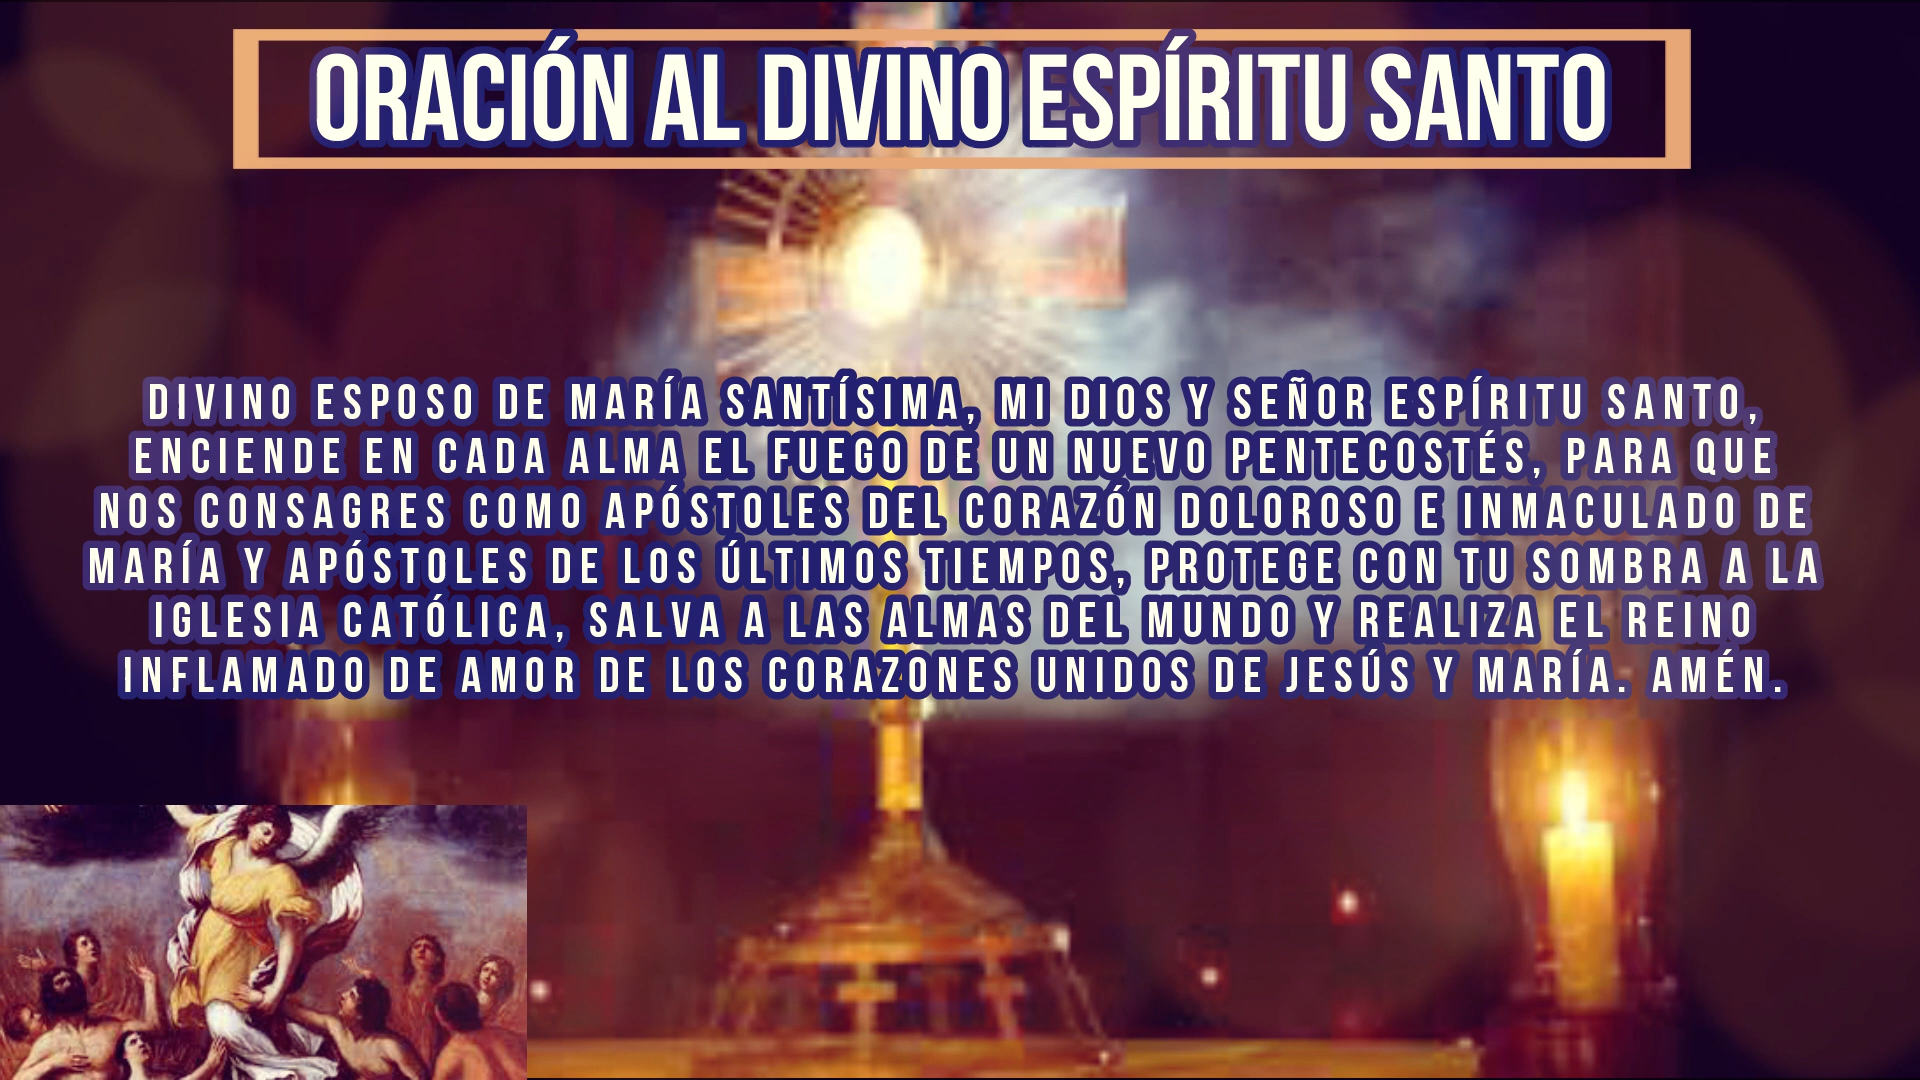 ORACIÓN AL DIVINO ESPÍRITU SANTO
DIVINO ESPOSO DE MARÍA SANTÍSIMA, MI DIOS Y SEÑOR ESPÍRITU SANTO,
ENCIENDE EN CADA ALMA EL FUEGO DE UN NUEVO PENTECOSTÉS, PARA QUE
NOS CONSAGRES COMO APÓSTOLES DEL CORAZÓN DOLOROSO E INMACULADO DE
MARÍA Y APÓSTOLES DE LOS ÚLTIMOS TIEMPOS, PROTEGE CON TU SOMBRA A LA
IGLESIA CATÓLICA, SALVA A LAS ALMAS DEL MUNDO Y REALIZA EL REINO
INFLAMADO DE AMOR DE LOS CORAZONES UNIDOS DE JESÚS Y MARÍA. AMÉN.